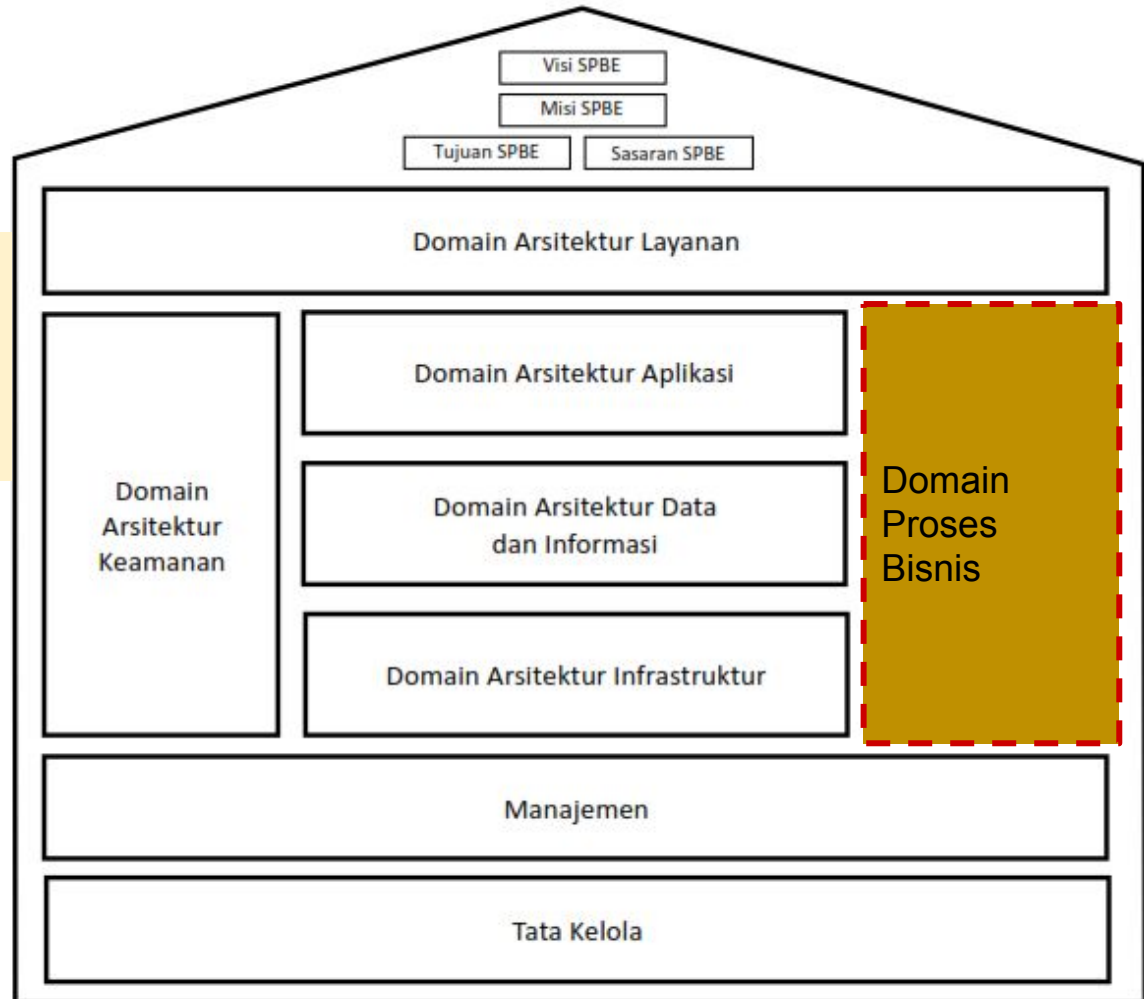 Visi SPBE
Misi SPBE
Tujuan SPBE
Sasaran SPBE
Domain Arsitektur Layanan
Domain
Arsitektur
Keamanan
Domain Arsitektur Aplikasi
Domain Arsitektur Data
dan Informasi
Domain Arsitektur Infrastruktur
Domain
Proses
Bisnis
Manajemen
Tata Kelola